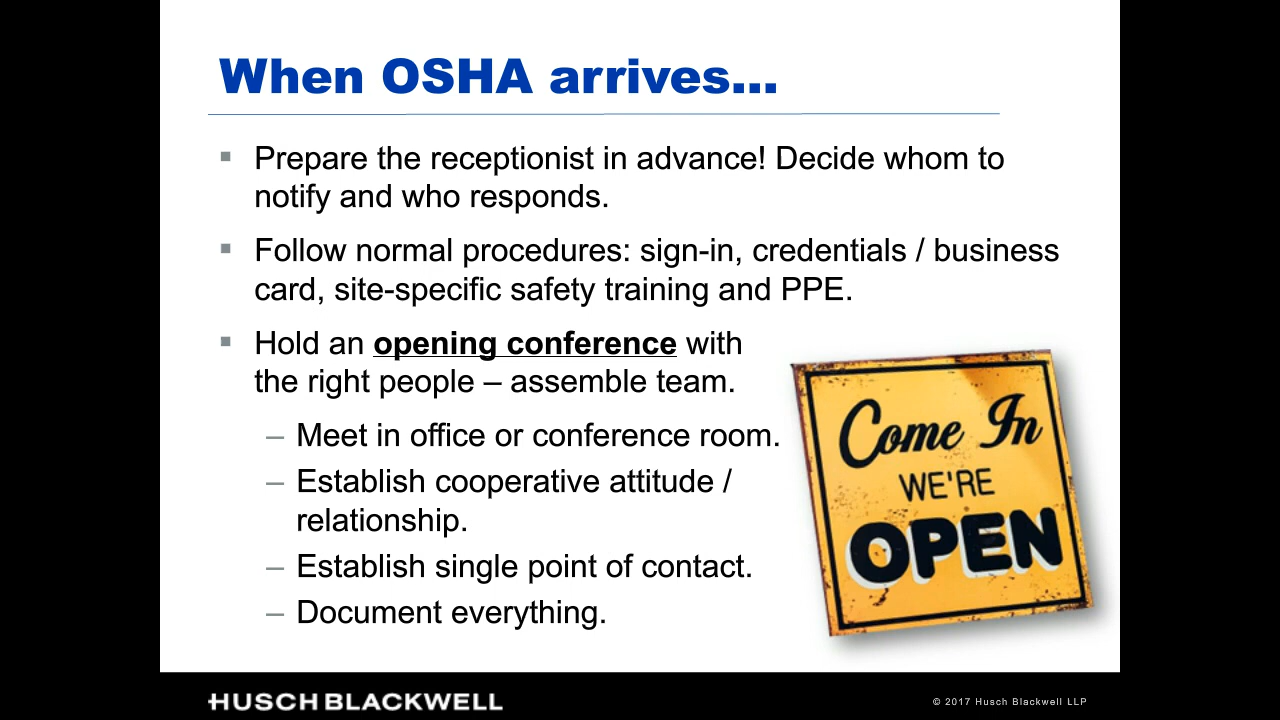 When OSHA arrives...
Prepare the receptionist in advance! Decide whom to
notify and who responds.
Follow normal procedures: sign-in, credentials / business
card, site-specific safety training and PPE.
Hold an opening conference with
the right people – assemble team.
– Meet in office or conference room.
– Establish cooperative attitude /
relationship.
– Establish single point of contact.
– Document everything.
Come In
WE'RE
OPEN
HUSCH BLACKWELL
© 2017 Husch Blackwell LLP